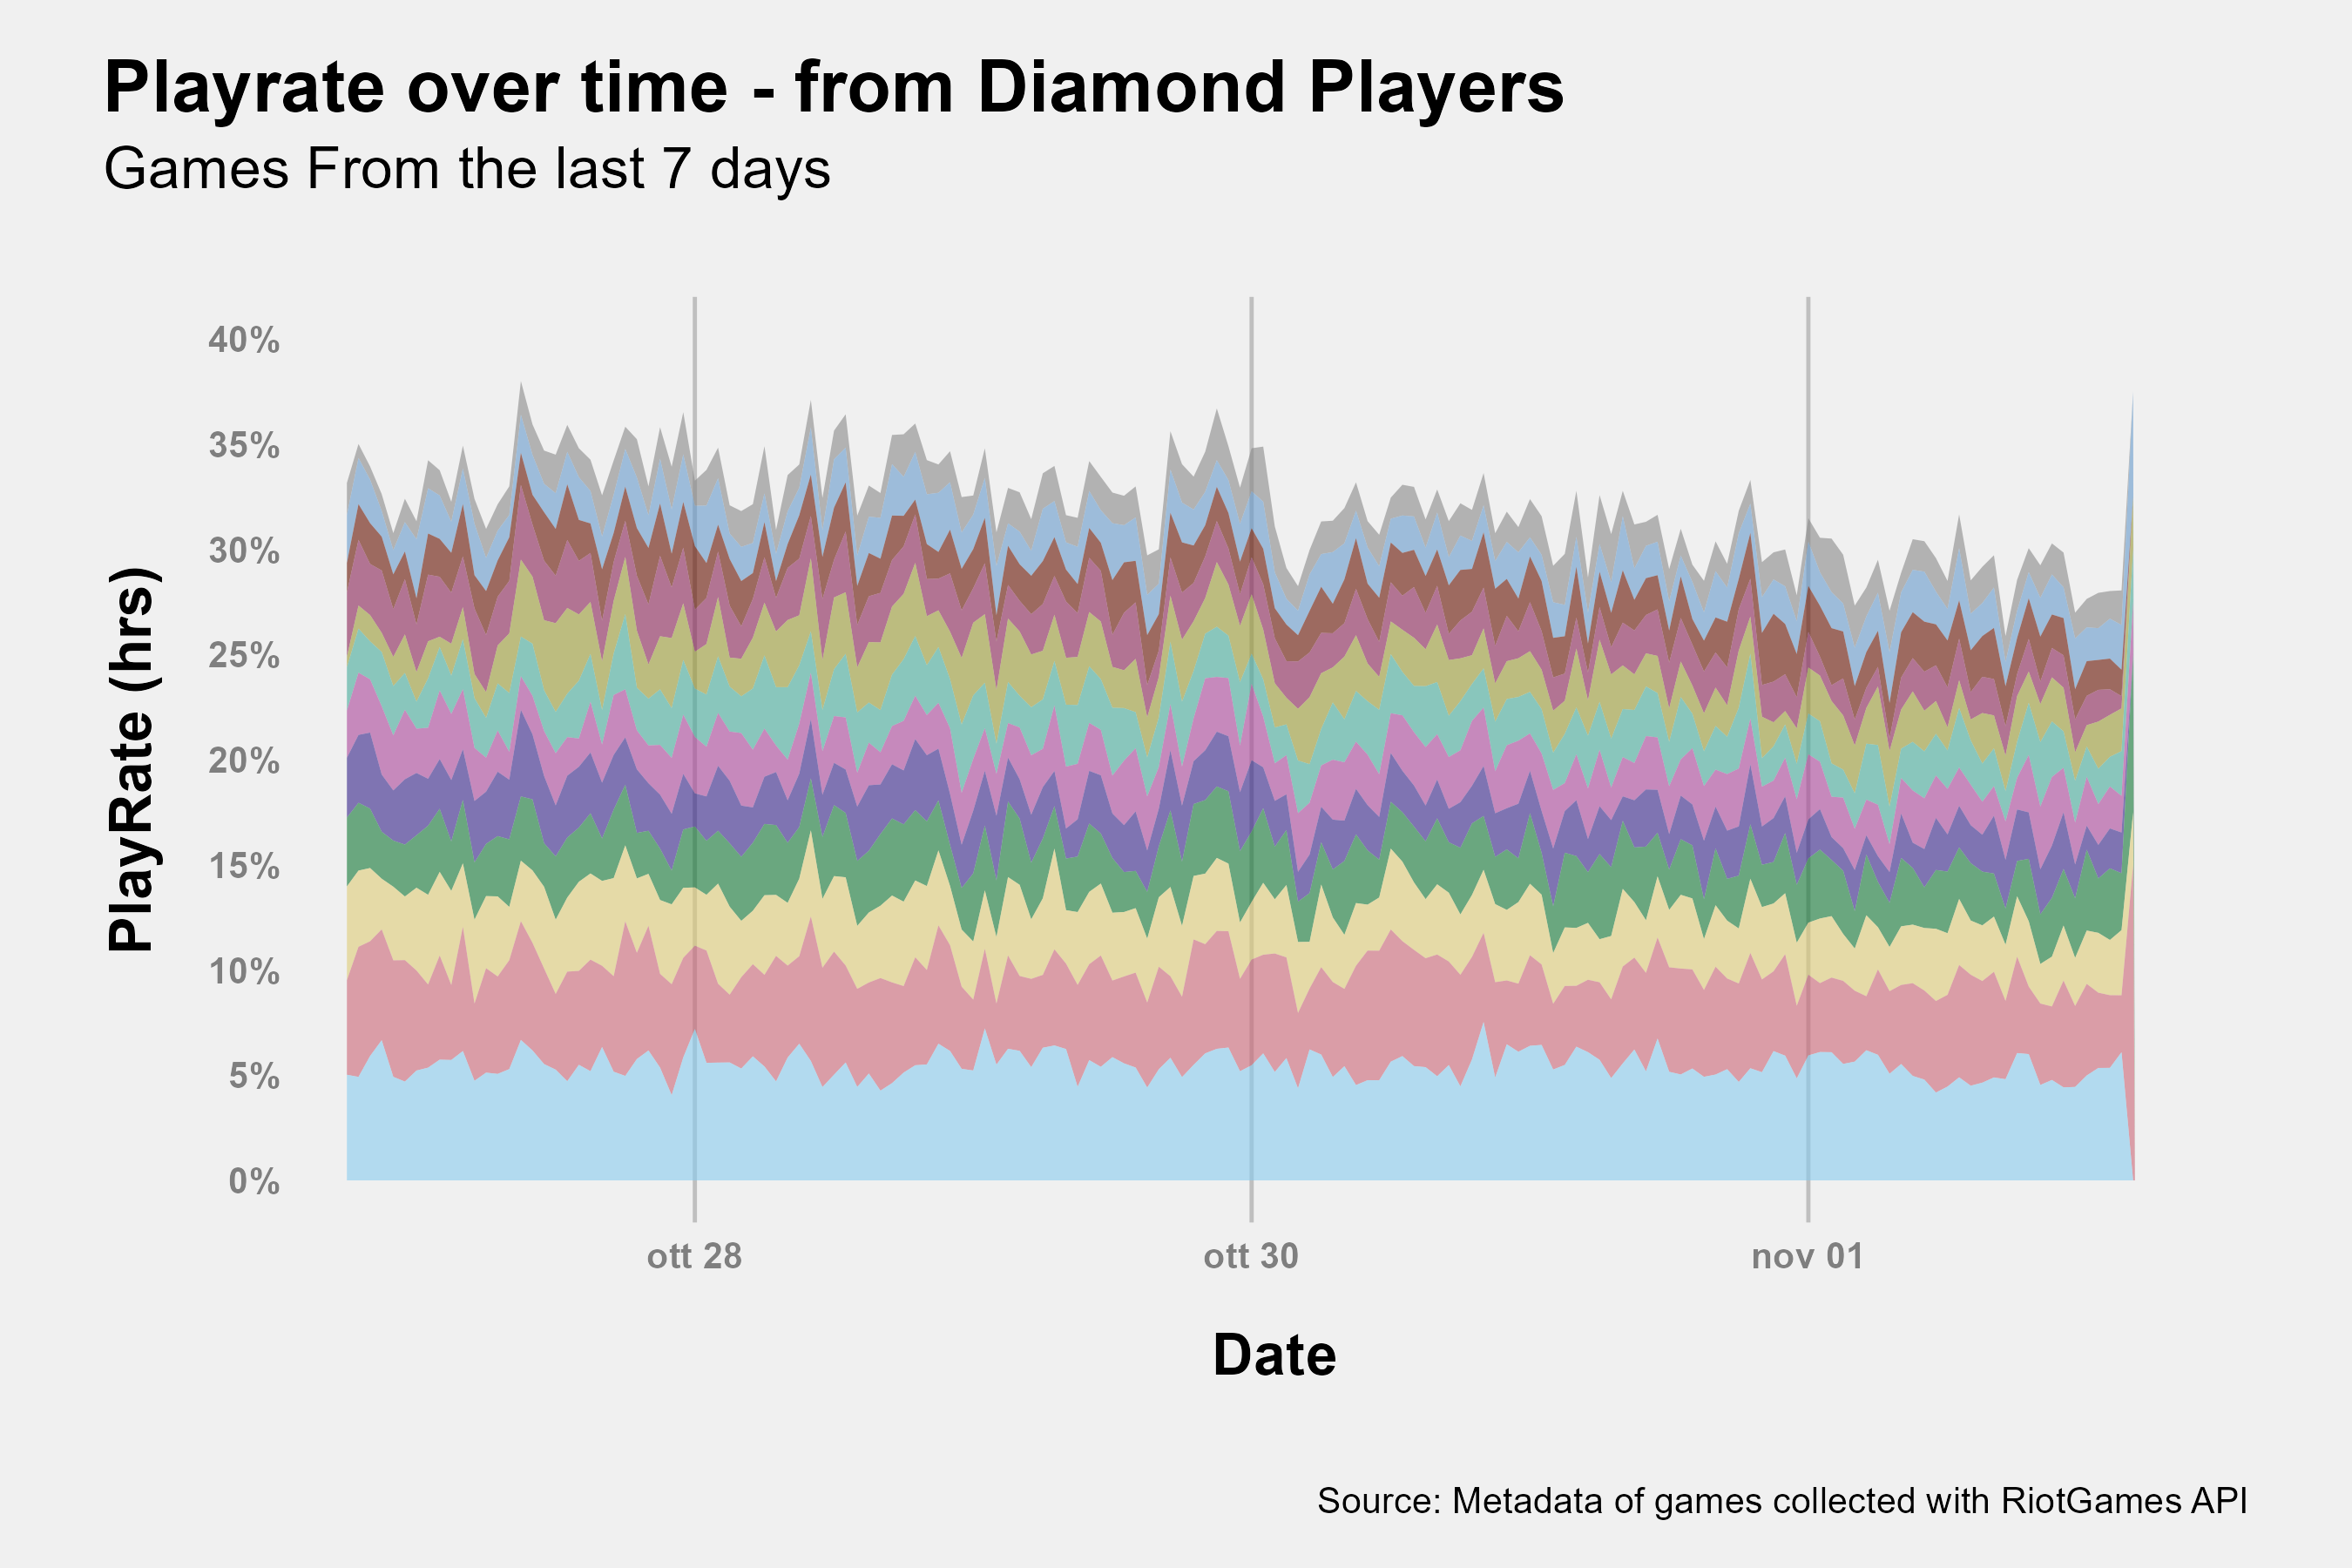 Playrate over time - from Diamond Players
Games From the last 7 days
PlayRate (hrs)
40%
35%
30%
25%
20%
15%
10%
5%
0%
ott 28
ott 30
nov 01
Date
Source: Metadata of games collected with RiotGames API